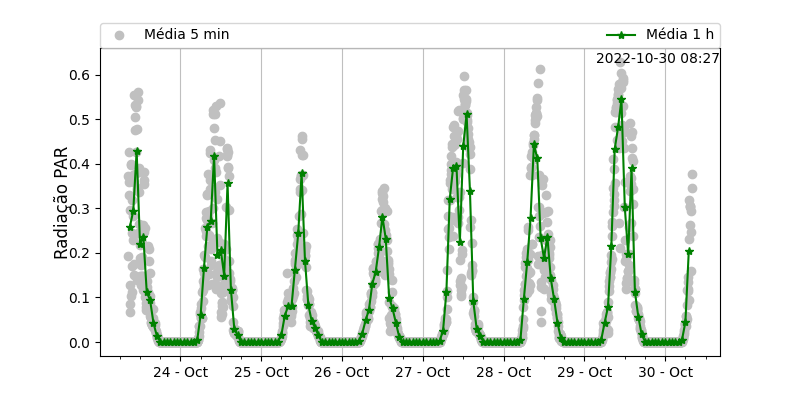 Média 5 min
Média 1 h
2022-10-30 08:27
Radiação PAR
0.6
0.5
0.4
0.3
0.2
0.1
0.0
24 - Oct
25 - Oct
26 - Oct
27 - Oct
28 - Oct
29 - Oct
30 - Oct